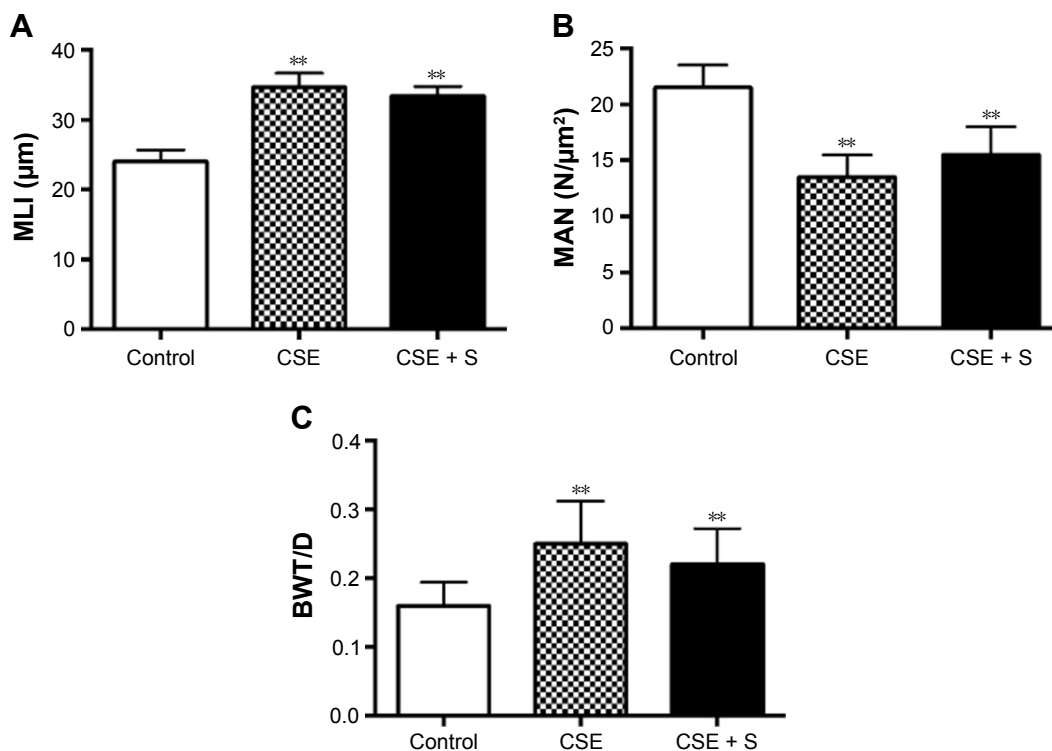 A
MLI (µm)
40
30
20
10
0
**
**
Control
CSE
CSE + S
B
MAN (N/µm²)
25
20
15
10
5
0
**
**
Control
CSE
CSE + S
C
BWT/D
0.4
0.3
0.2
0.1
0.0
**
**
Control
CSE
CSE + S